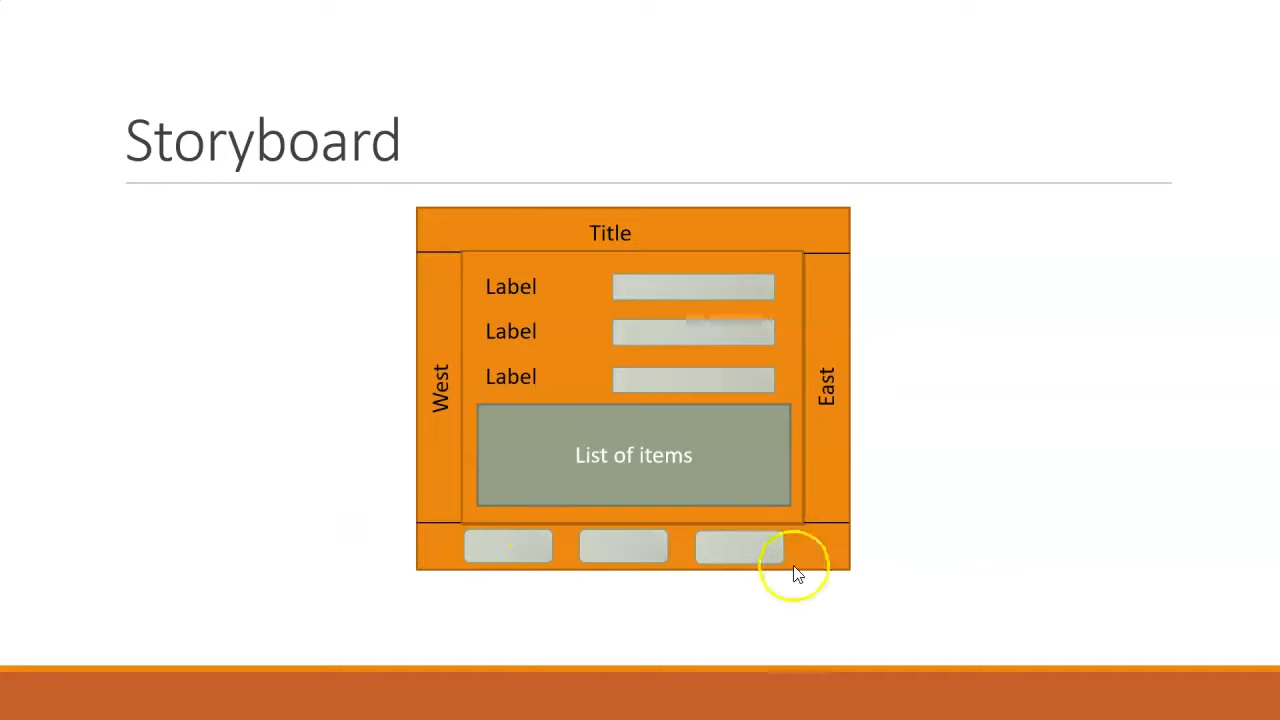 Storyboard
Title
Label
Label
Label
West
East
List of items